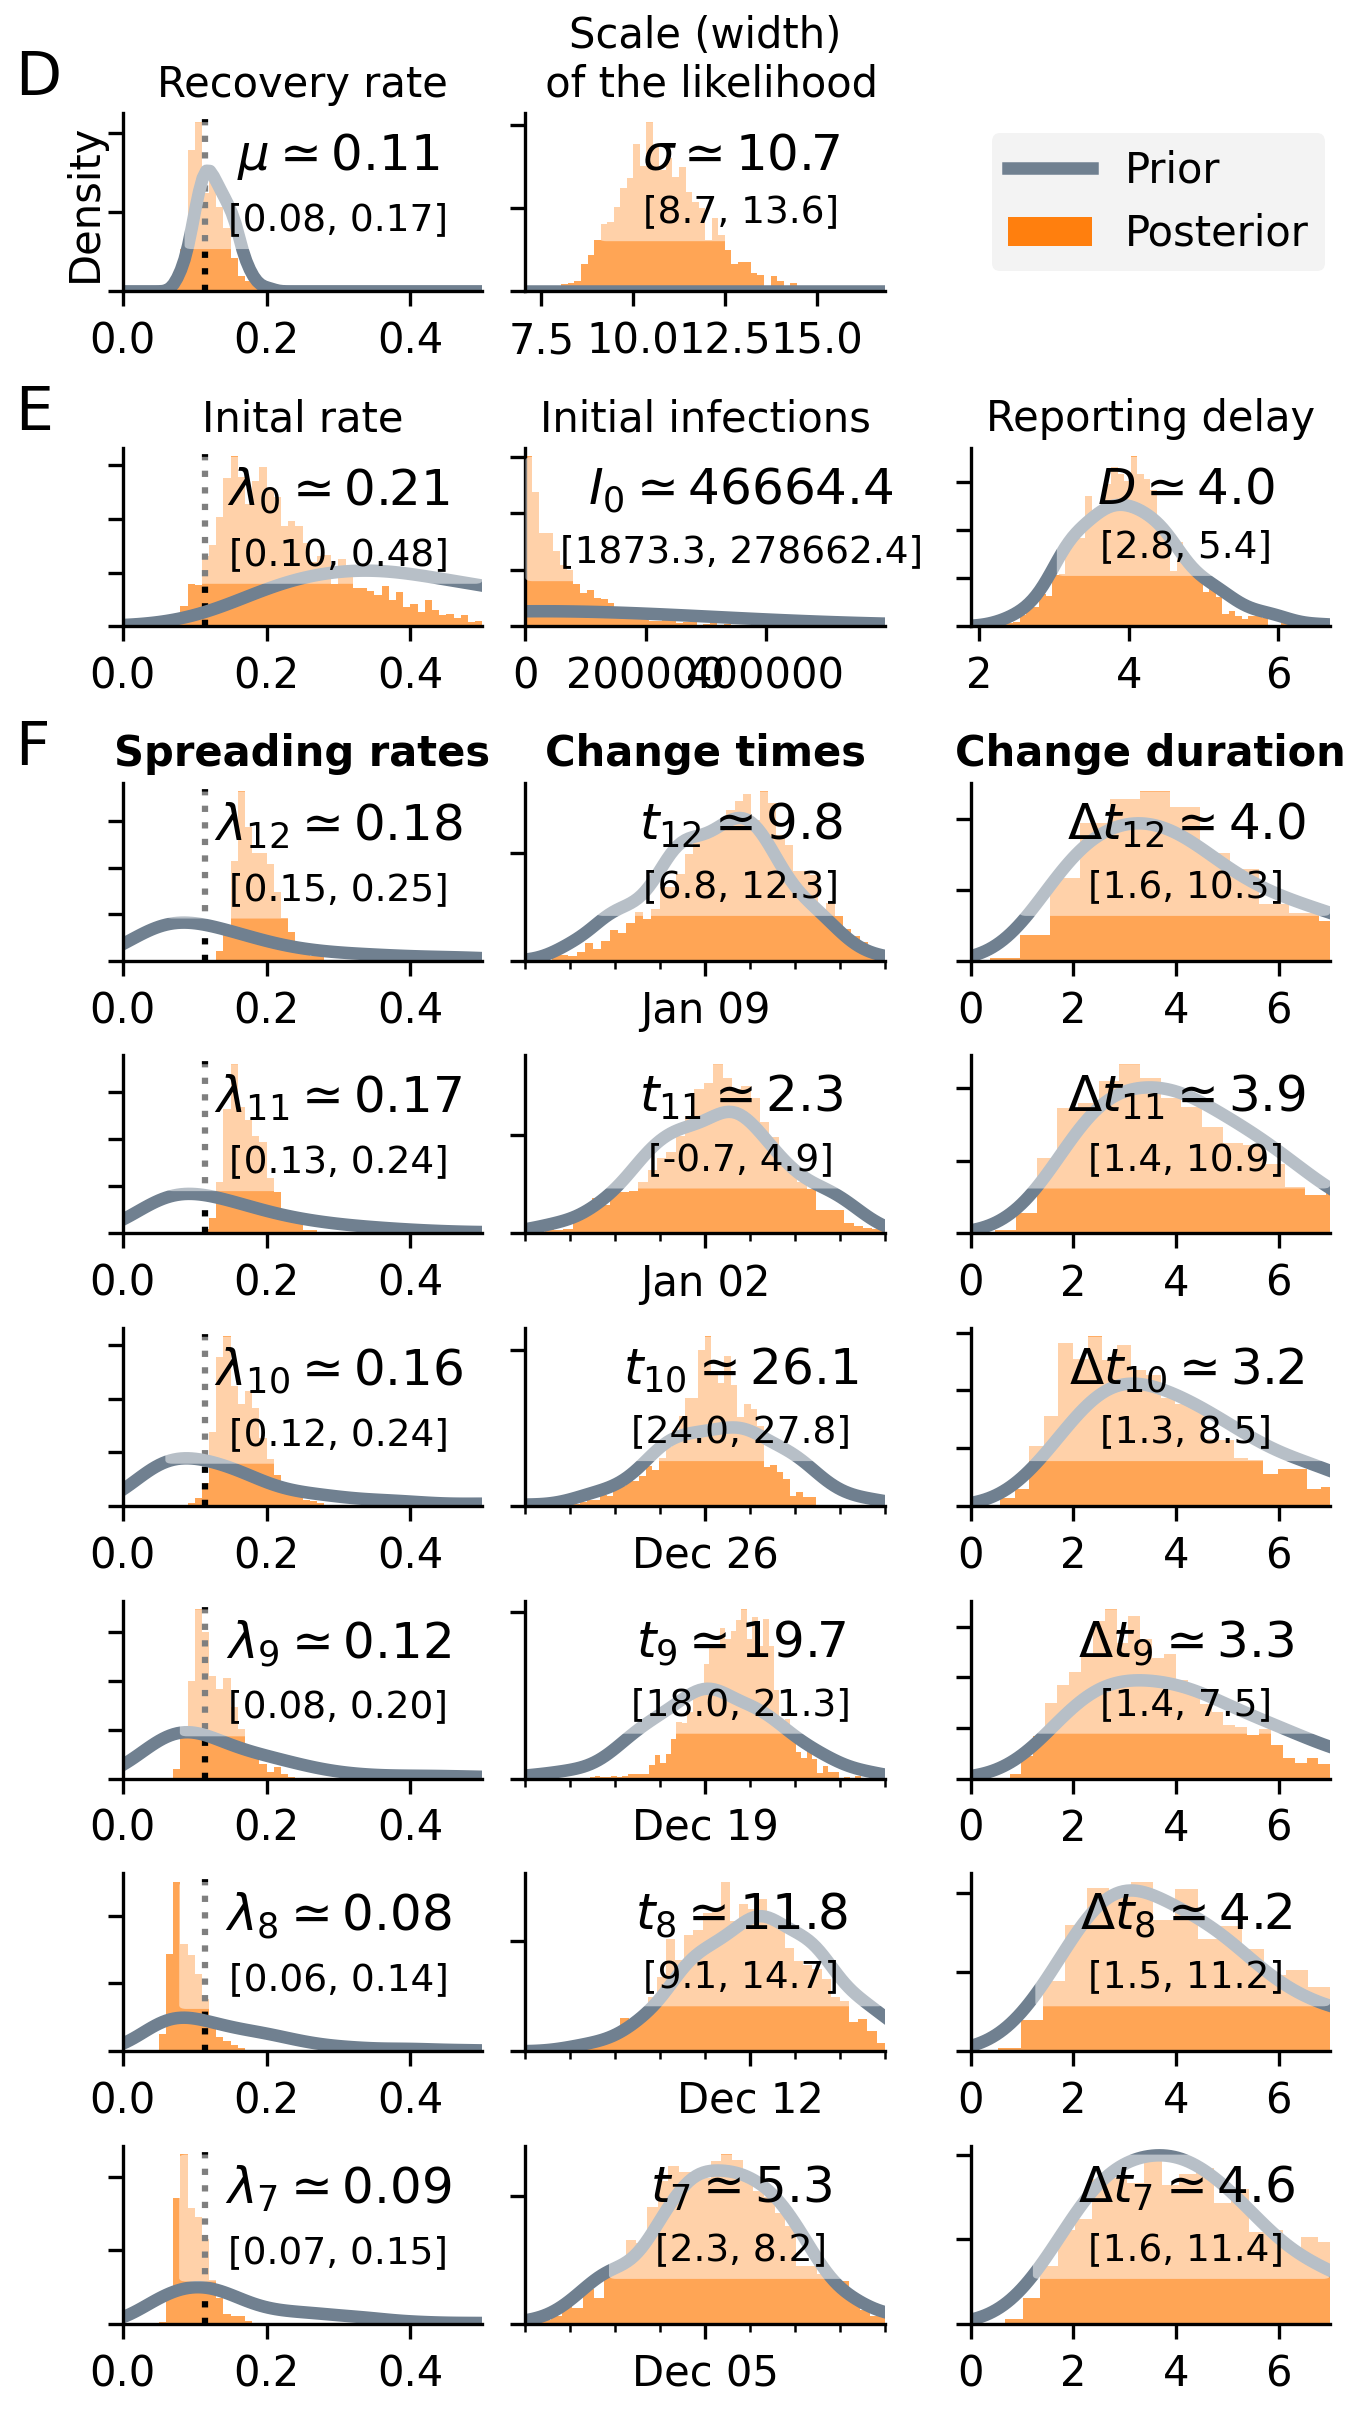 D
Recovery rate
Scale (width)
of the likelihood
Density
μ ≃ 0.11
[0.08, 0.17]
σ ≃ 10.7
[8.7, 13.6]
Prior
Posterior
0.0 0.2 0.4
7.5 10.0 12.5 15.0
E
Inital rate
Initial infections
Reporting delay
λ0 ≃ 0.21
[0.10, 0.48]
I0 ≃ 46664.4
[1873.3, 278662.4]
D ≃ 4.0
[2.8, 5.4]
0.0 0.2 0.4
0 200000 400000
2 4 6
F
Spreading rates
Change times
Change duration
λ12 ≃ 0.18
[0.15, 0.25]
t12 ≃ 9.8
[6.8, 12.3]
Δt12 ≃ 4.0
[1.6, 10.3]
0.0 0.2 0.4
Jan 09
0 2 4 6
λ11 ≃ 0.17
[0.13, 0.24]
t11 ≃ 2.3
[-0.7, 4.9]
Δt11 ≃ 3.9
[1.4, 10.9]
0.0 0.2 0.4
Jan 02
0 2 4 6
λ10 ≃ 0.16
[0.12, 0.24]
t10 ≃ 26.1
[24.0, 27.8]
Δt10 ≃ 3.2
[1.3, 8.5]
0.0 0.2 0.4
Dec 26
0 2 4 6
λ9 ≃ 0.12
[0.08, 0.20]
t9 ≃ 19.7
[18.0, 21.3]
Δt9 ≃ 3.3
[1.4, 7.5]
0.0 0.2 0.4
Dec 19
0 2 4 6
λ8 ≃ 0.08
[0.06, 0.14]
t8 ≃ 11.8
[9.1, 14.7]
Δt8 ≃ 4.2
[1.5, 11.2]
0.0 0.2 0.4
Dec 12
0 2 4 6
λ7 ≃ 0.09
[0.07, 0.15]
t7 ≃ 5.3
[2.3, 8.2]
Δt7 ≃ 4.6
[1.6, 11.4]
0.0 0.2 0.4
Dec 05
0 2 4 6